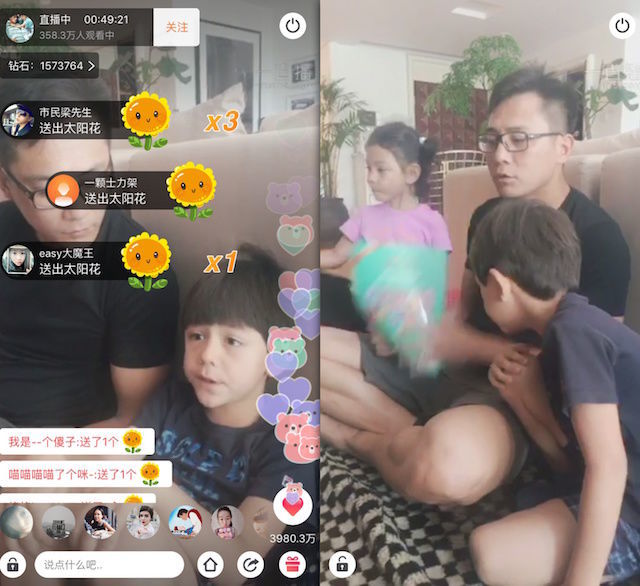 直播中 00:49:21
关注
358.3万人观看中
钻石：1573764 >
市民梁先生
送出太阳花
x3
一颗士力架
送出太阳花
easy大魔王
送出太阳花
x1
我是--个傻子:送了1个
喵喵喵喵了个咪-:送了1个
3980.3万
说点什么吧..
一直播